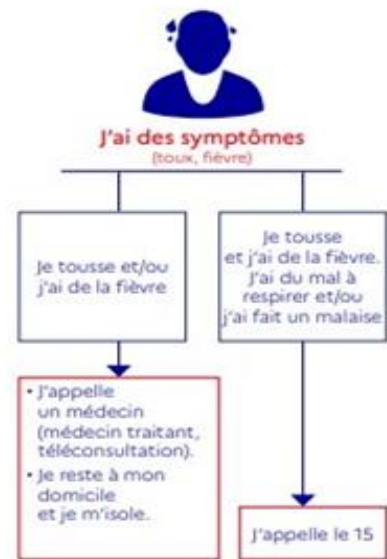 J'ai des symptômes
(toux, fièvre)
Je tousse et/ou
j'ai de la fièvre
Je tousse
et j'ai de la fièvre.
J'ai du mal à
respirer et/ou
j'ai fait un malaise
• J'appelle
un médecin
(médecin traitant,
téléconsultation).
• Je reste à mon
domicile
et je m'isole.
J'appelle le 15